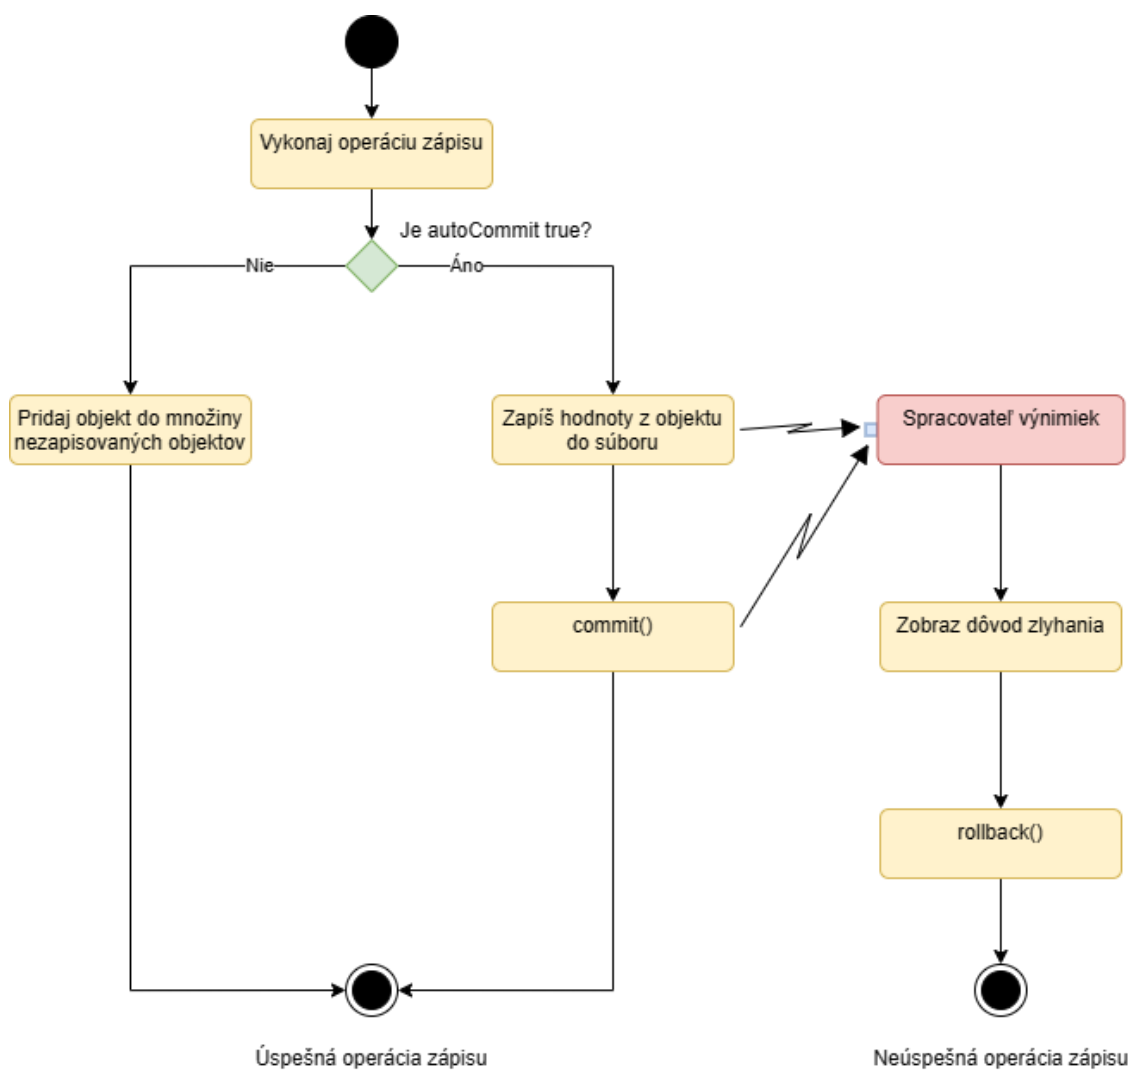 Vykonaj operáciu zápisu
Je autoCommit true?
Nie
Áno
Pridaj objekt do množiny
nezapisovaných objektov
Zapíš hodnoty z objektu
do súboru
Spracovateľ výnimiek
commit()
Zobraz dôvod zlyhania
rollback()
Úspešná operácia zápisu
Neúspešná operácia zápisu